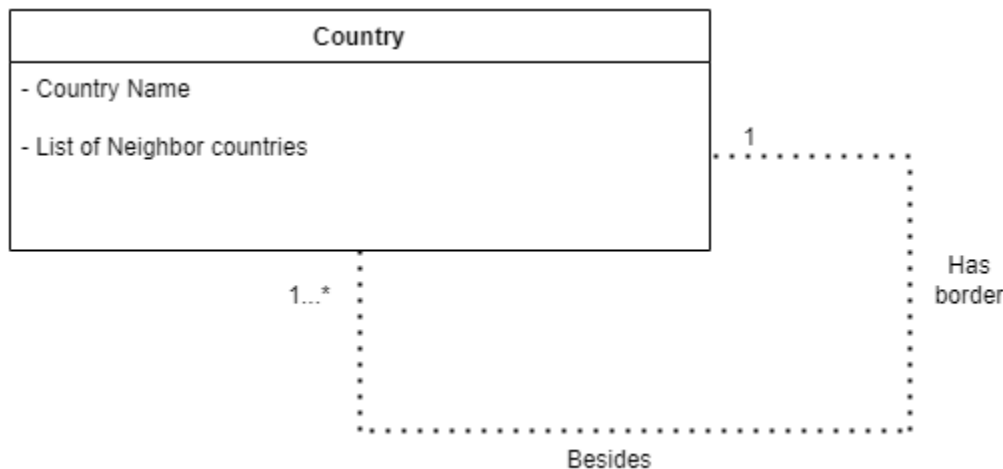 Country
- Country Name
- List of Neighbor countries
1
1...*
Has
border
Besides